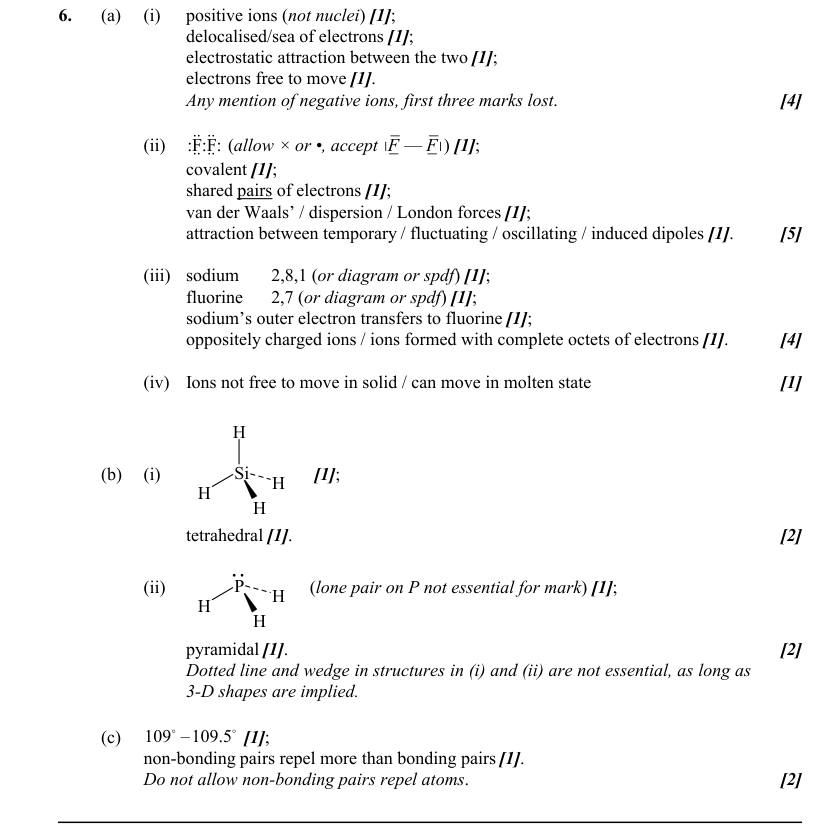 6. (a) (i) positive ions (not nuclei) [1];
delocalised/sea of electrons [1];
electrostatic attraction between the two [1];
electrons free to move [1].
Any mention of negative ions, first three marks lost. [4]
(ii) :F̤̈:F̤̈: (allow × or •, accept |F̲̅ — F̲̅|) [1];
covalent [1];
shared pairs of electrons [1];
van der Waals’ / dispersion / London forces [1];
attraction between temporary / fluctuating / oscillating / induced dipoles [1]. [5]
(iii) sodium 2,8,1 (or diagram or spdf) [1];
fluorine 2,7 (or diagram or spdf) [1];
sodium’s outer electron transfers to fluorine [1];
oppositely charged ions / ions formed with complete octets of electrons [1]. [4]
(iv) Ions not free to move in solid / can move in molten state [1]
H
(b) (i) Si H [1];
H
H
tetrahedral [1]. [2]
(ii) P H (lone pair on P not essential for mark) [1];
H
H
pyramidal [1]. [2]
Dotted line and wedge in structures in (i) and (ii) are not essential, as long as
3-D shapes are implied.
(c) 109° – 109.5° [1];
non-bonding pairs repel more than bonding pairs [1].
Do not allow non-bonding pairs repel atoms. [2]